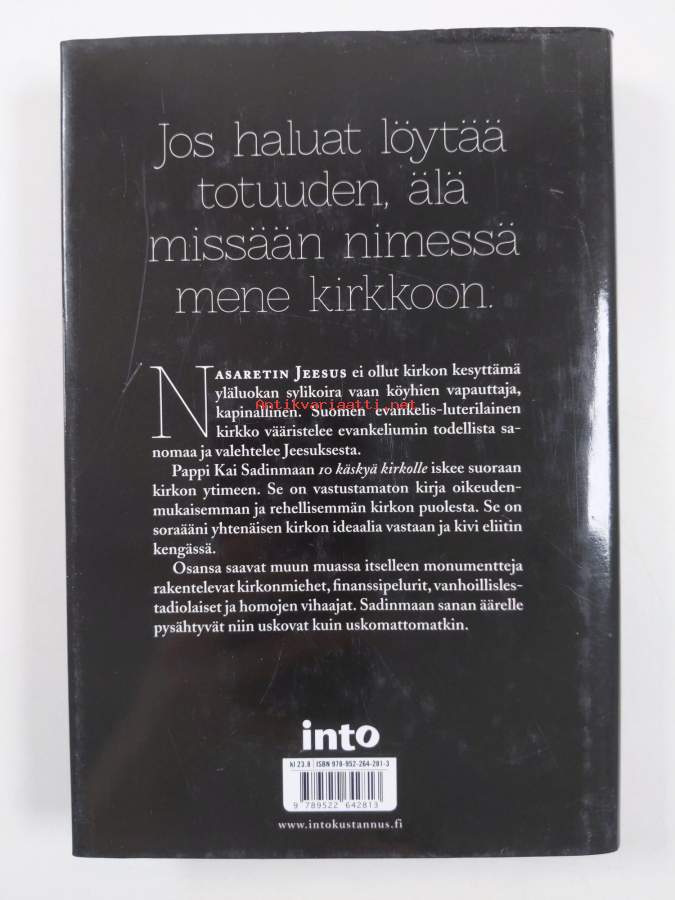 Jos haluat löytää
totuuden, älä
missään nimessä
mene kirkkoon.
NASARETIN JEESUS ei ollut kirkon kesyttämä
yläluokan sylikoira vaan köyhien vapauttaja,
kapinallinen. Suomen evankelis-luterilainen
Antikvariaatti.net
kirkko vääristelee evankeliumin todellista sa-
nomaa ja valehtelee Jeesuksesta.
Pappi Kai Sadinmaan 10 käskyä kirkolle iskee suoraan
kirkon ytimeen. Se on vastustamaton kirja oikeuden-
mukaisemman ja rehellisemmän kirkon puolesta. Se on
soraääni yhtenäisen kirkon ideaalia vastaan ja kivi eliitin
kengässä.
Osansa saavat muun muassa itselleen monumentteja
rakentelevat kirkonmiehet, finanssipelurit, vanhoillisles-
tadiolaiset ja homojen vihaajat. Sadinmaan sanan äärelle
pysähtyvät niin uskovat kuin uskomattomatkin.
into
kl 23.8 ISBN 978-952-264-281-3
9 789522 642813
www.intokustannus.fi